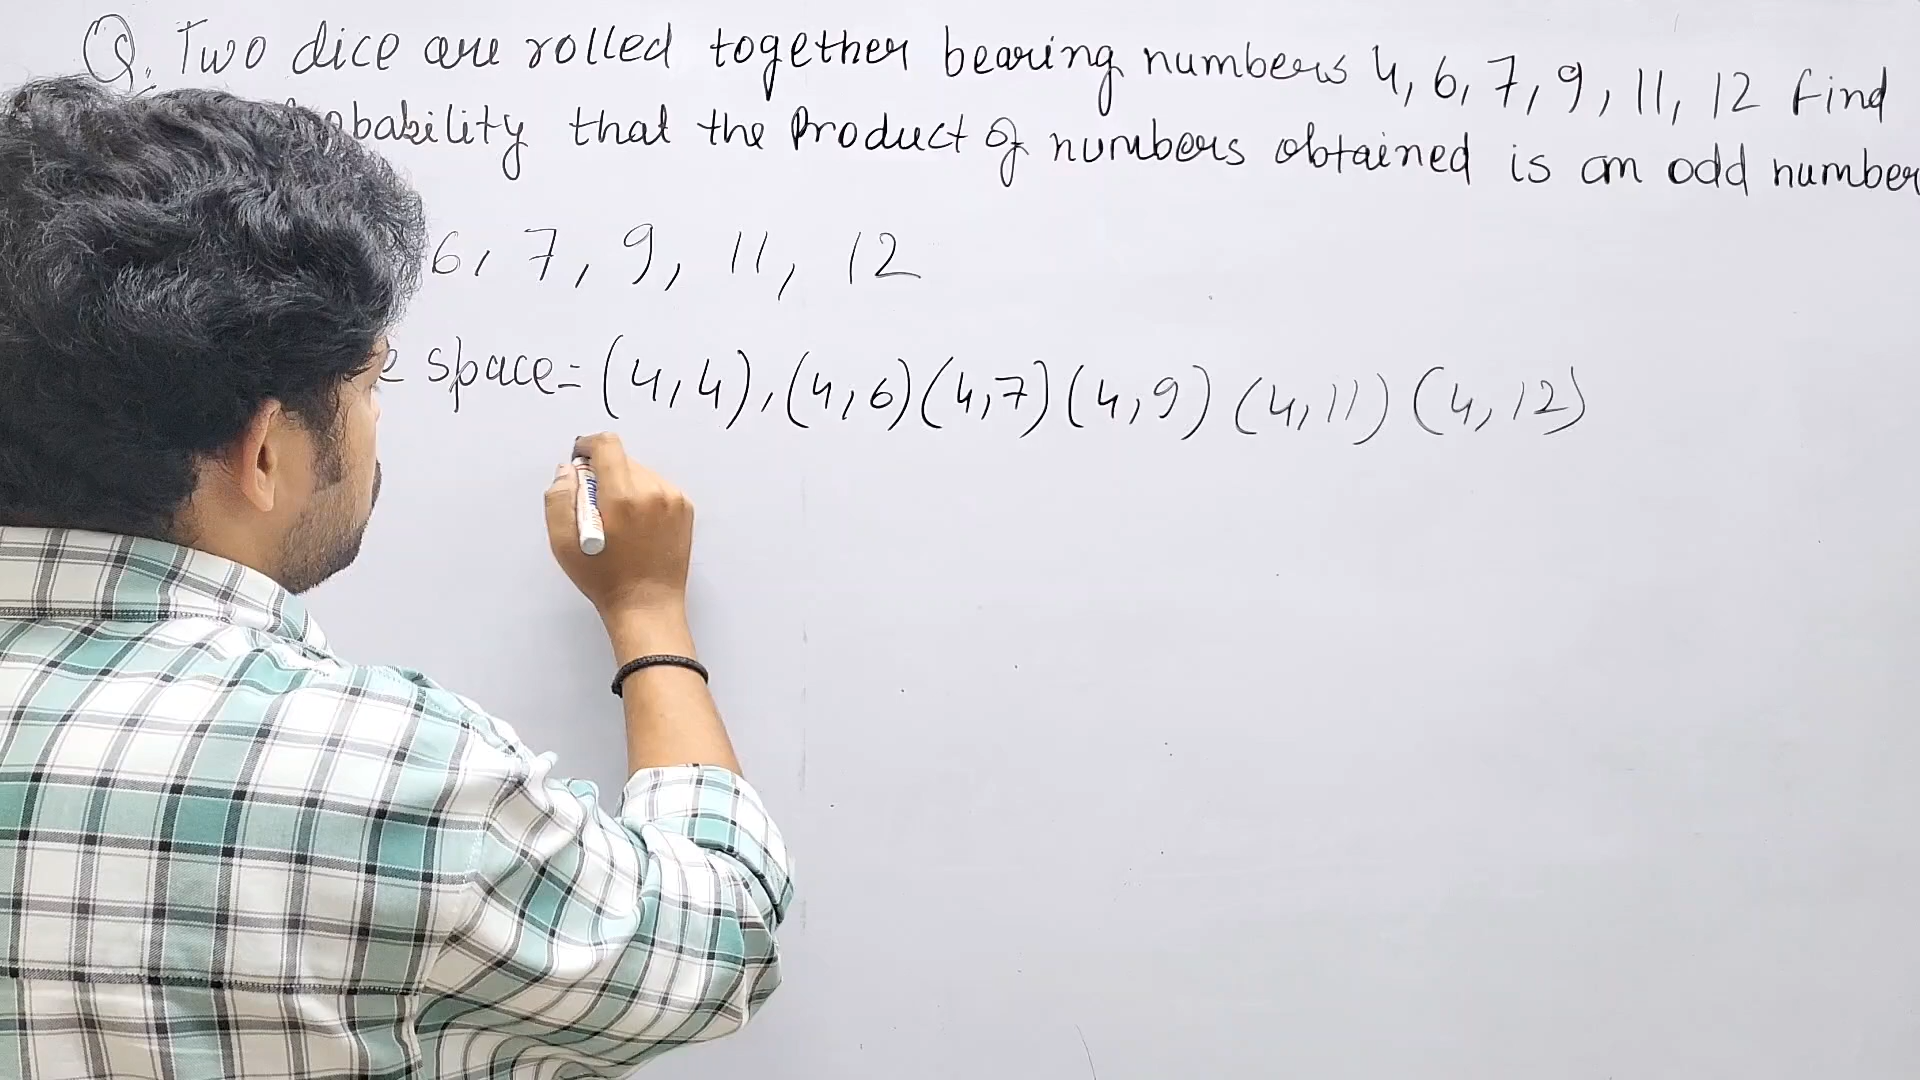 Q. Two dice are rolled together bearing numbers 4, 6, 7, 9, 11, 12 Find
that the Product of numbers obtained is an odd number
6, 7, 9, 11, 12
space = (4,4), (4,6) (4,7) (4,9) (4,11) (4,12)